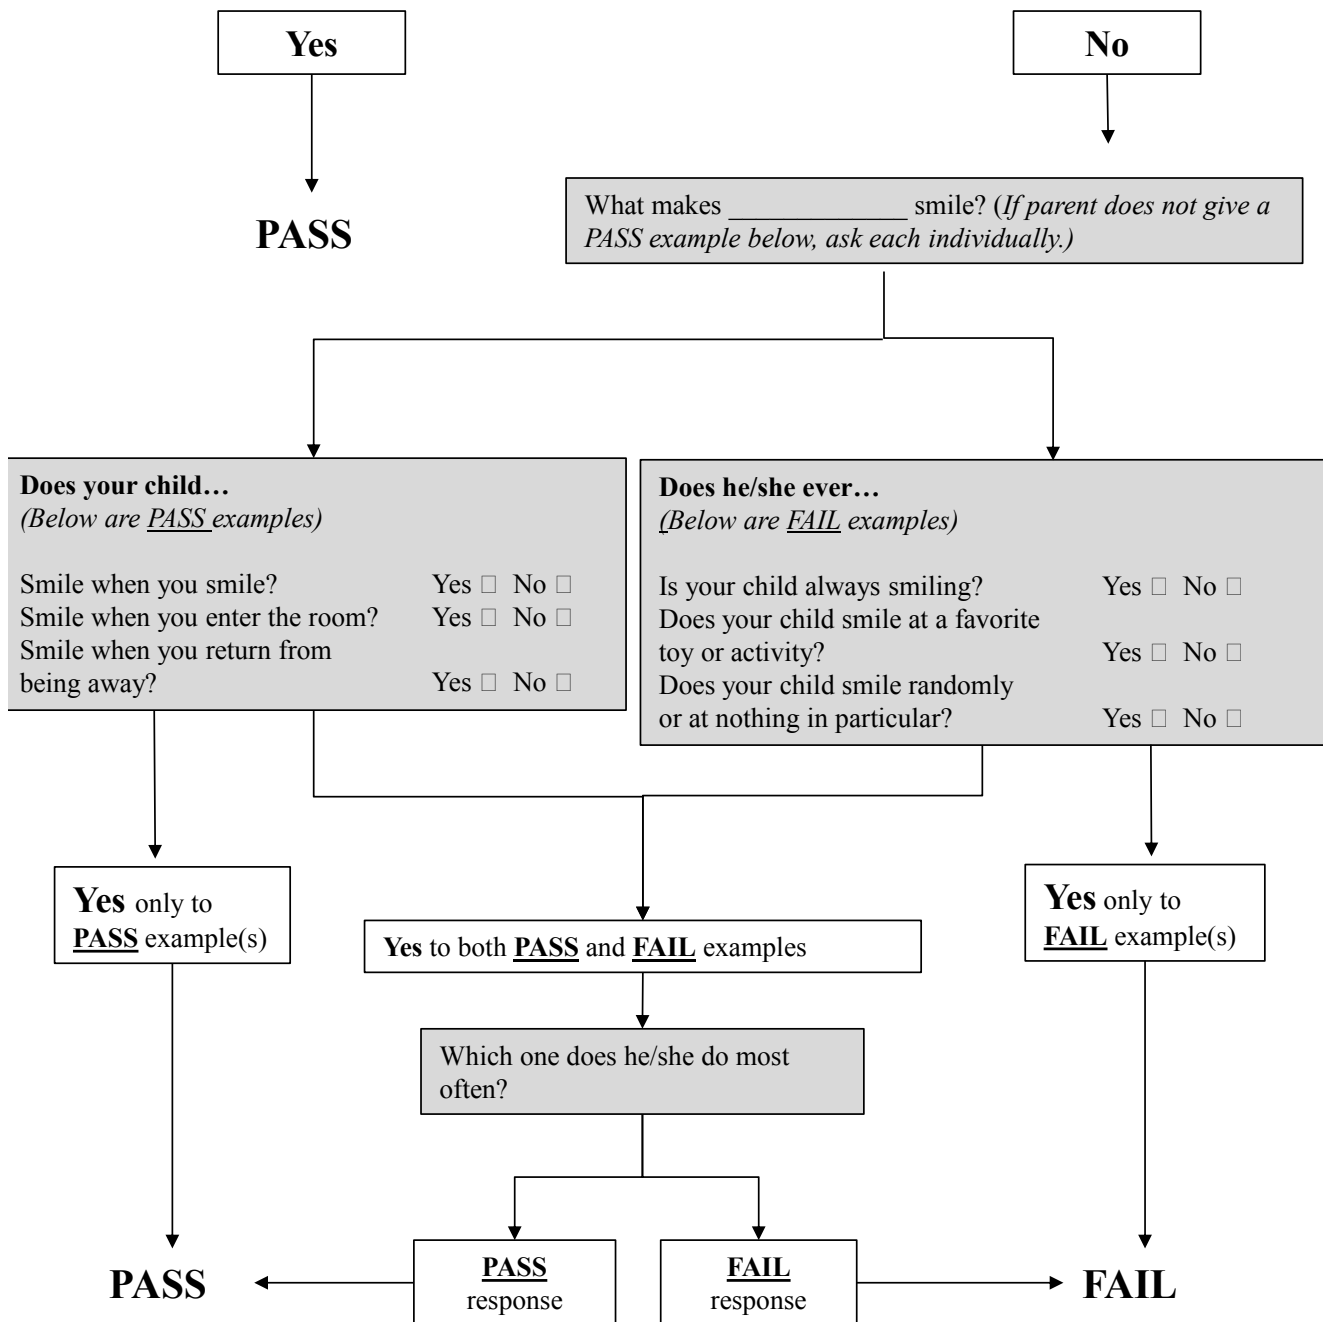 Yes
No
PASS
What makes _____________ smile? (If parent does not give a
PASS example below, ask each individually.)
Does your child…
(Below are PASS examples)
Smile when you smile? Yes □ No □
Smile when you enter the room? Yes □ No □
Smile when you return from
being away? Yes □ No □
Does he/she ever…
(Below are FAIL examples)
Is your child always smiling? Yes □ No □
Does your child smile at a favorite
toy or activity? Yes □ No □
Does your child smile randomly
or at nothing in particular? Yes □ No □
Yes only to
PASS example(s)
Yes to both PASS and FAIL examples
Yes only to
FAIL example(s)
Which one does he/she do most
often?
PASS
PASS
response
FAIL
response
FAIL